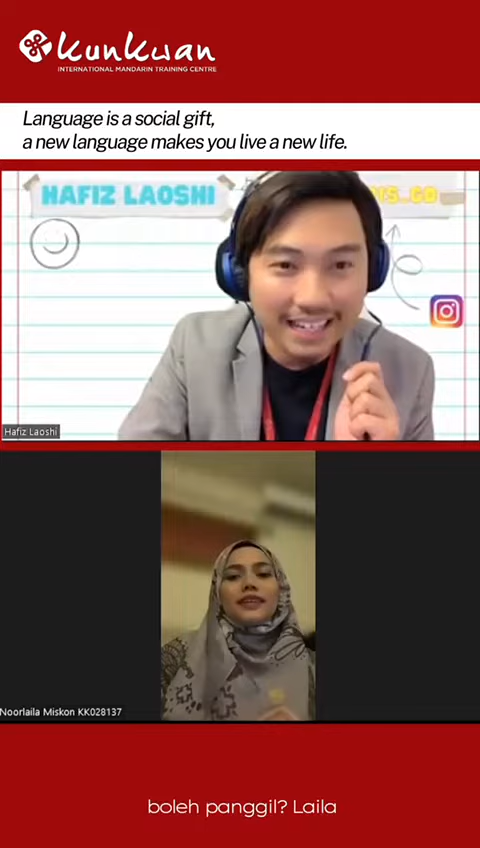 kunkwan
INTERNATIONAL MANDARIN TRAINING CENTRE
Language is a social gift,
a new language makes you live a new life.
HAFIZ LAOSHI
Hafiz Laoshi
Noorlaila Miskon KK028137
boleh panggil? Laila